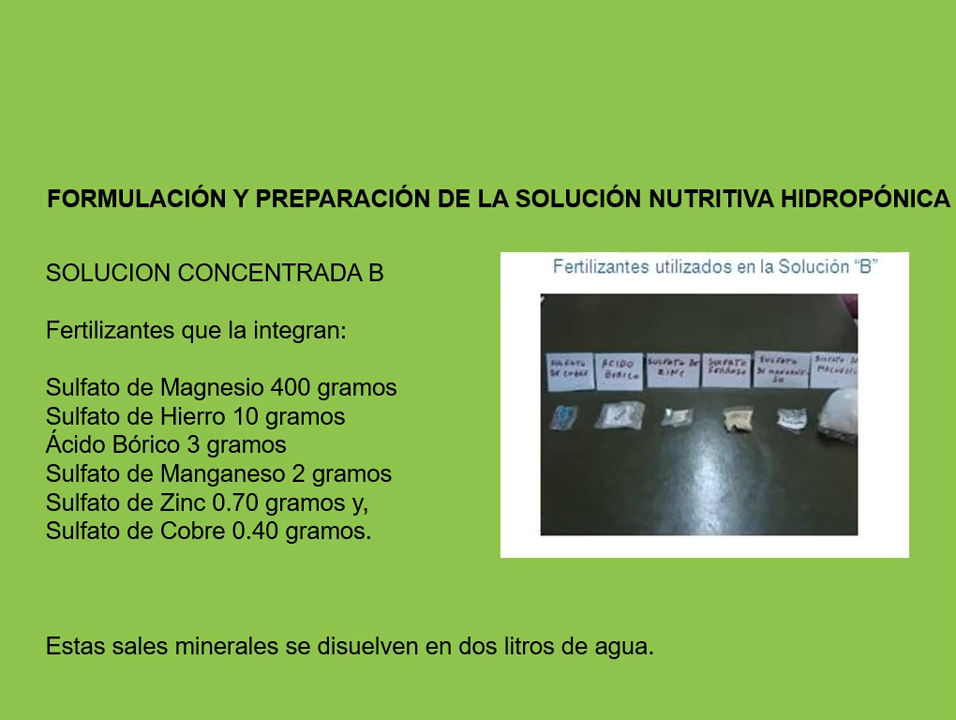 FORMULACIÓN Y PREPARACIÓN DE LA SOLUCIÓN NUTRITIVA HIDROPÓNICA
SOLUCION CONCENTRADA B
Fertilizantes que la integran:
Sulfato de Magnesio 400 gramos
Sulfato de Hierro 10 gramos
Ácido Bórico 3 gramos
Sulfato de Manganeso 2 gramos
Sulfato de Zinc 0.70 gramos y,
Sulfato de Cobre 0.40 gramos.
Estas sales minerales se disuelven en dos litros de agua.
Fertilizantes utilizados en la Solución “B”
SULFATO
DE COBRE
ACIDO
BORICO
SULFATO DE
ZINC
SULFATO
FERROSO
SULFATO
DE